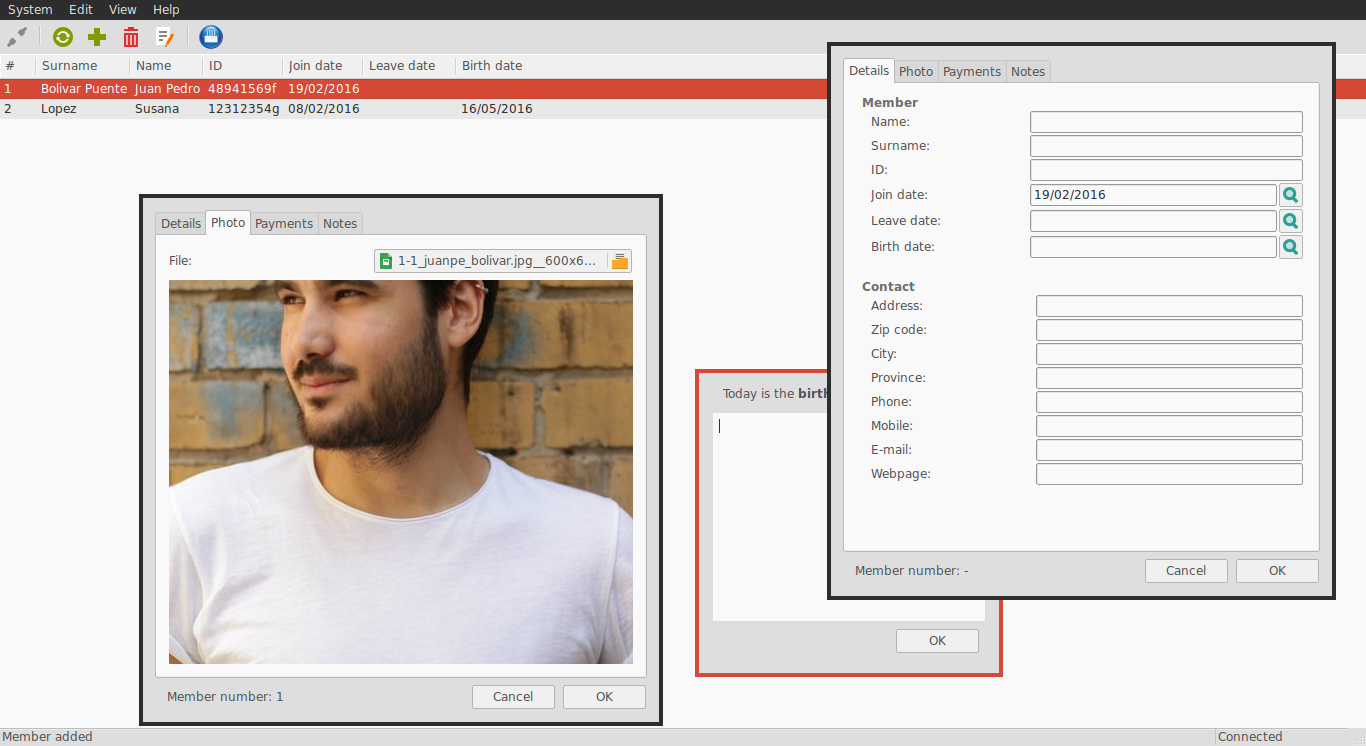 System Edit View Help
# Surname Name ID Join date Leave date Birth date
1 Bolivar Puente Juan Pedro 48941569f 19/02/2016
2 Lopez Susana 12312354g 08/02/2016 16/05/2016
Details Photo Payments Notes
File: 1-1_juanpe_bolivar.jpg__600x6...
Member number: 1 Cancel OK
Today is the birth
OK
Details Photo Payments Notes
Member
Name:
Surname:
ID:
Join date: 19/02/2016
Leave date:
Birth date:
Contact
Address:
Zip code:
City:
Province:
Phone:
Mobile:
E-mail:
Webpage:
Member number: - Cancel OK
Member added Connected